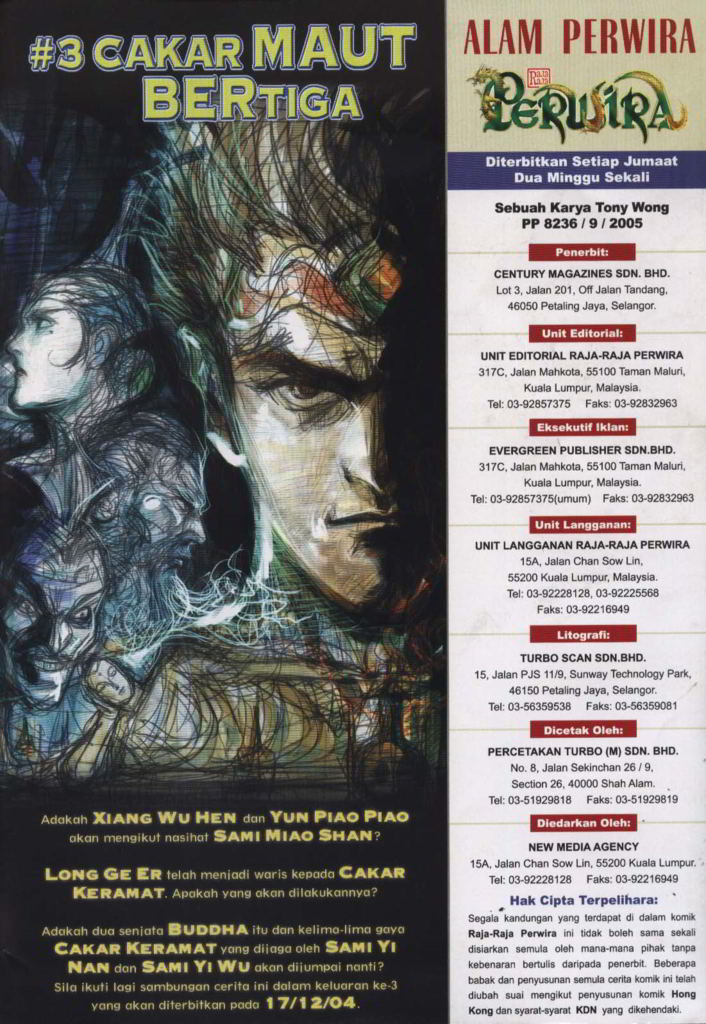 #3 CAKAR MAUT
BERTIGA
Adakah XIANG WU HEN dan YUN PIAO PIAO
akan mengikut nasihat SAMI MIAO SHAN?
LONG GE ER telah menjadi waris kepada CAKAR
KERAMAT. Apakah yang akan dilakukannya?
Adakah dua senjata BUDDHA itu dan kelima-lima gaya
CAKAR KERAMAT yang dijaga oleh SAMI YI
NAN dan SAMI YI WU akan dijumpai nanti?
Sila ikuti lagi sambungan cerita ini dalam keluaran ke-3
yang akan diterbitkan pada 17/12/04.
ALAM PERWIRA
RAJA
RAJA
PERWIRA
Diterbitkan Setiap Jumaat
Dua Minggu Sekali
Sebuah Karya Tony Wong
PP 8236 / 9 / 2005
Penerbit:
CENTURY MAGAZINES SDN. BHD.
Lot 3, Jalan 201, Off Jalan Tandang,
46050 Petaling Jaya, Selangor.
Unit Editorial:
UNIT EDITORIAL RAJA-RAJA PERWIRA
317C, Jalan Mahkota, 55100 Taman Maluri,
Kuala Lumpur, Malaysia.
Tel: 03-92857375 Faks: 03-92832963
Eksekutif Iklan:
EVERGREEN PUBLISHER SDN.BHD.
317C, Jalan Mahkota, 55100 Taman Maluri,
Kuala Lumpur, Malaysia.
Tel: 03-92857375(umum) Faks: 03-92832963
Unit Langganan:
UNIT LANGGANAN RAJA-RAJA PERWIRA
15A, Jalan Chan Sow Lin,
55200 Kuala Lumpur, Malaysia.
Tel: 03-92228128, 03-92225568
Faks: 03-92216949
Litografi:
TURBO SCAN SDN.BHD.
15, Jalan PJS 11/9, Sunway Technology Park,
46150 Petaling Jaya, Selangor.
Tel: 03-56359538 Faks: 03-56359081
Dicetak Oleh:
PERCETAKAN TURBO (M) SDN. BHD.
No. 8, Jalan Sekinchan 26 / 9,
Section 26, 40000 Shah Alam.
Tel: 03-51929818 Faks: 03-51929819
Diedarkan Oleh:
NEW MEDIA AGENCY
15A, Jalan Chan Sow Lin, 55200 Kuala Lumpur.
Tel: 03-92228128 Faks: 03-92216949
Hak Cipta Terpelihara:
Segala kandungan yang terdapat di dalam komik
Raja-Raja Perwira ini tidak boleh sama sekali
disiarkan semula oleh mana-mana pihak tanpa
kebenaran bertulis daripada penerbit. Beberapa
babak dan penyusunan semula cerita komik ini telah
diubah suai mengikut penyusunan komik Hong
Kong dan syarat-syarat KDN yang dikehendaki.